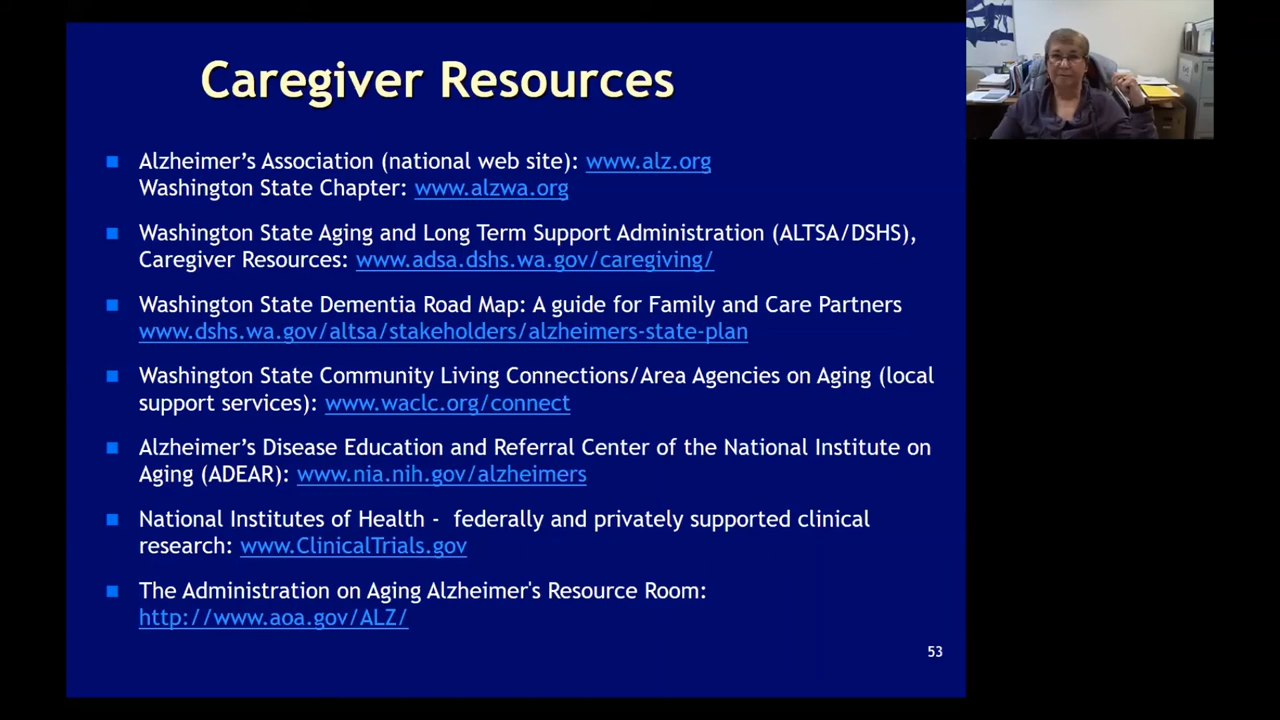 Caregiver Resources
Alzheimer’s Association (national web site): www.alz.org
Washington State Chapter: www.alzwa.org
Washington State Aging and Long Term Support Administration (ALTSA/DSHS),
Caregiver Resources: www.adsa.dshs.wa.gov/caregiving/
Washington State Dementia Road Map: A guide for Family and Care Partners
www.dshs.wa.gov/altsa/stakeholders/alzheimers-state-plan
Washington State Community Living Connections/Area Agencies on Aging (local
support services): www.waclc.org/connect
Alzheimer’s Disease Education and Referral Center of the National Institute on
Aging (ADEAR): www.nia.nih.gov/alzheimers
National Institutes of Health -  federally and privately supported clinical
research: www.ClinicalTrials.gov
The Administration on Aging Alzheimer's Resource Room:
http://www.aoa.gov/ALZ/
53